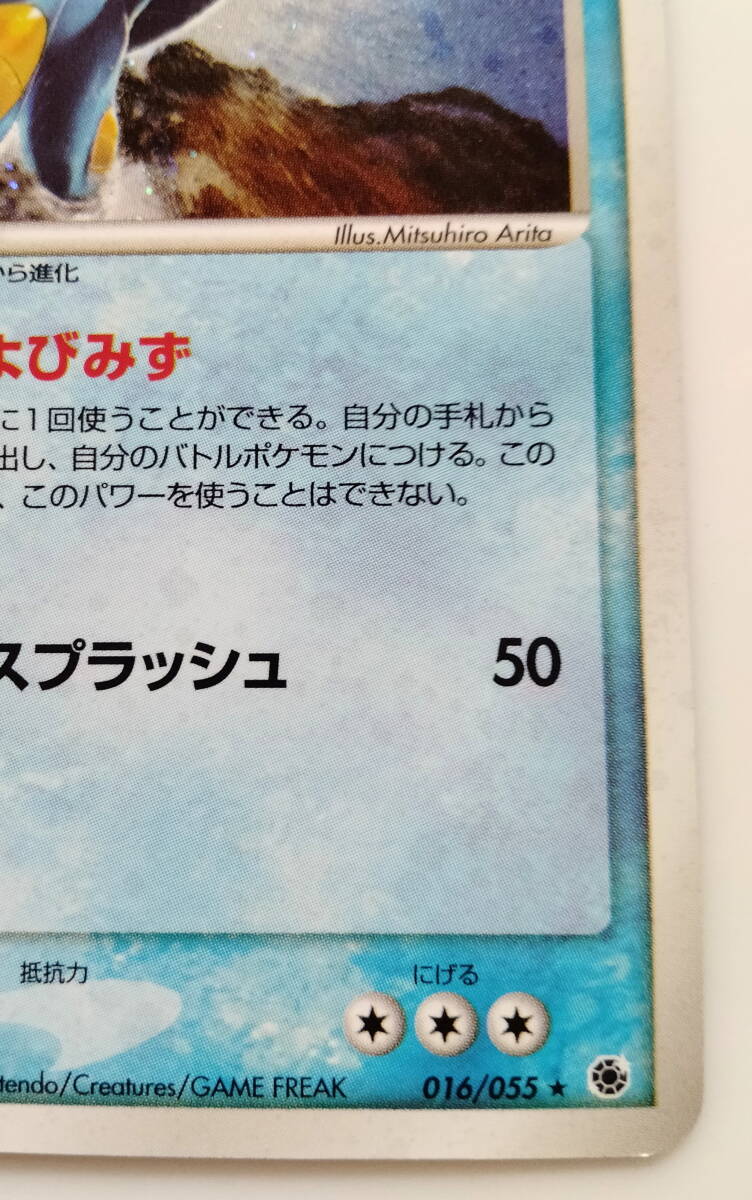 Illus.Mitsuhiro Arita
から進化
よびみず
に1回使うことができる。自分の手札から
出し、自分のバトルポケモンにつける。この
、このパワーを使うことはできない。
スプラッシュ 50
抵抗力 にげる
tendo/Creatures/GAME FREAK 016/055 ★